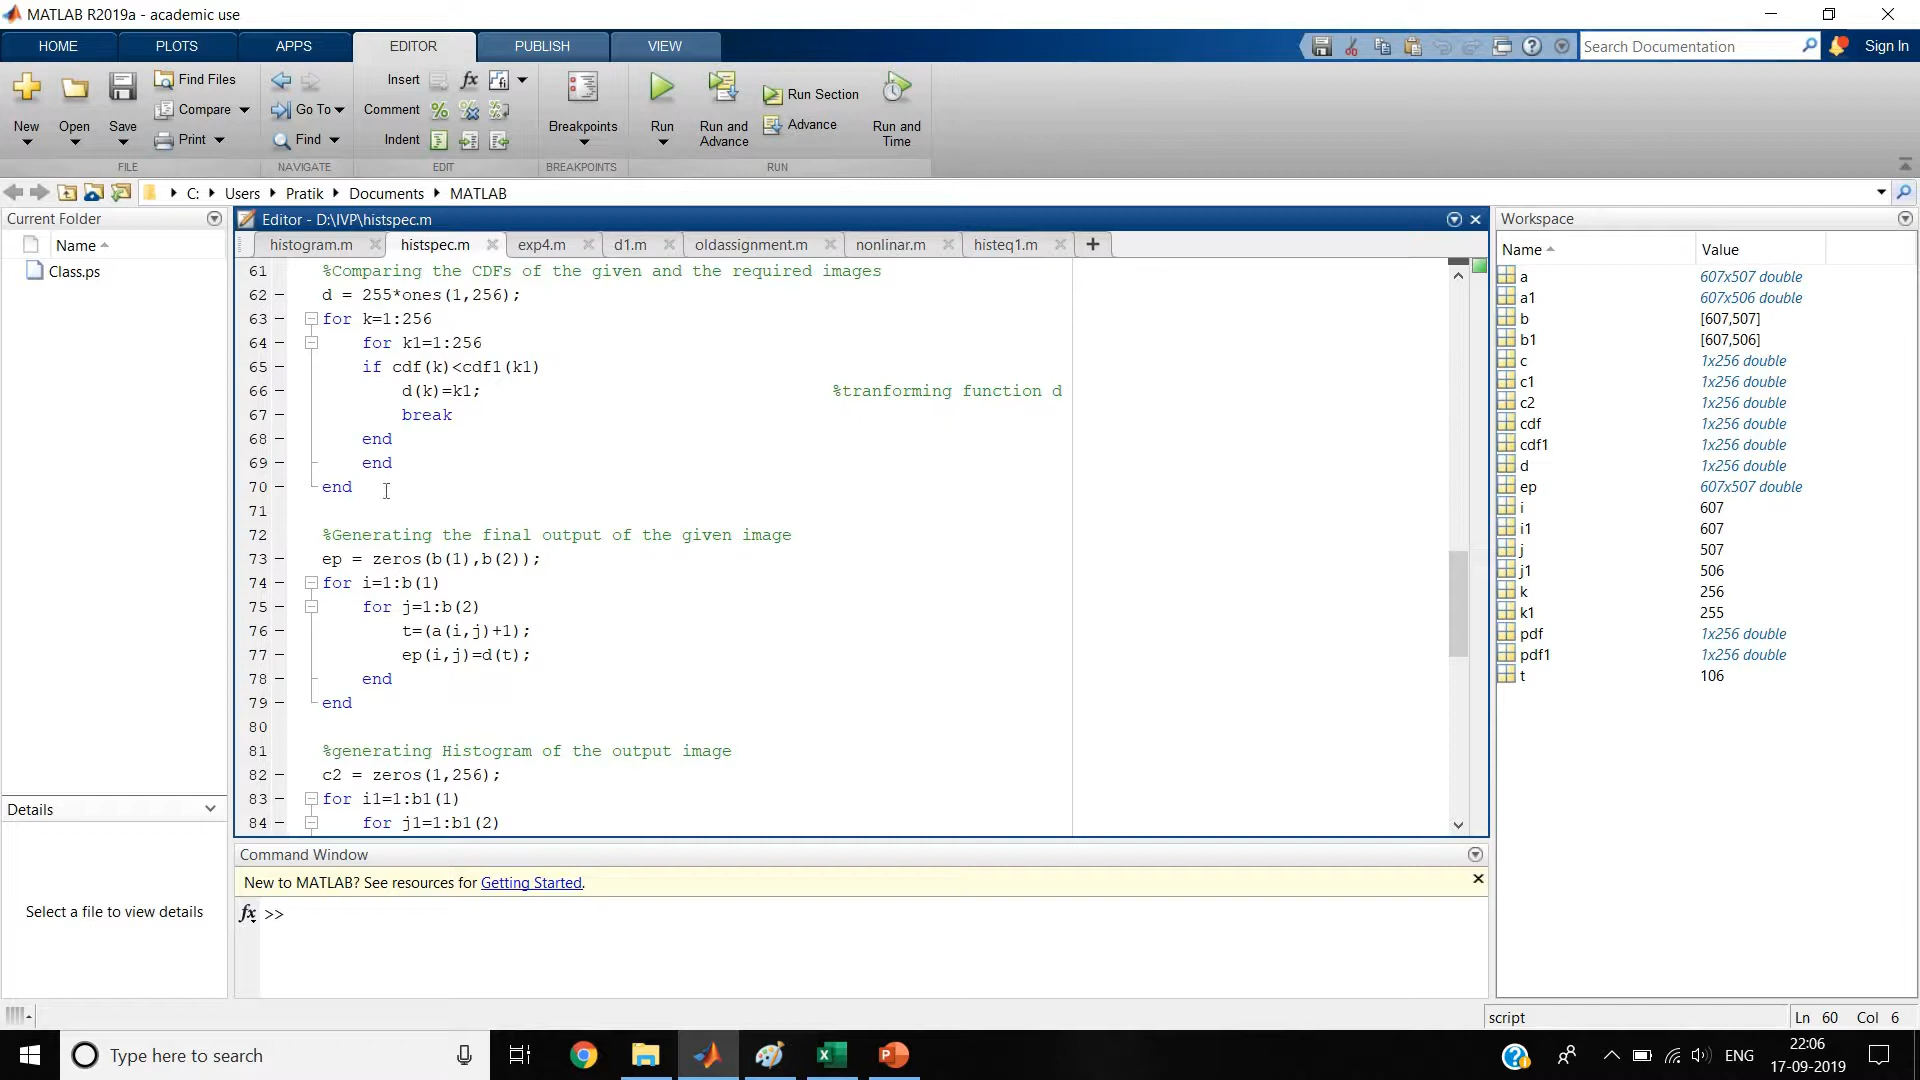 MATLAB R2019a - academic use
HOME PLOTS APPS EDITOR PUBLISH VIEW Search Documentation Sign In
Find Files Insert fx Run Section
Compare Go To Comment Advance
New Open Save Print Find Indent Breakpoints Run Run and Advance Run and Time
FILE NAVIGATE EDIT BREAKPOINTS RUN
C: Users Pratik Documents MATLAB
Current Folder
Name
Class.ps
Details
Select a file to view details
Editor - D:\IVP\histspec.m
histogram.m histspec.m exp4.m d1.m oldassignment.m nonlinar.m histeq1.m
61 %Comparing the CDFs of the given and the required images
62 d = 255*ones(1,256);
63 for k=1:256
64 for k1=1:256
65 if cdf(k)<cdf1(k1)
66 d(k)=k1; %tranforming function d
67 break
68 end
69 end
70 end
71
72 %Generating the final output of the given image
73 ep = zeros(b(1),b(2));
74 for i=1:b(1)
75 for j=1:b(2)
76 t=(a(i,j)+1);
77 ep(i,j)=d(t);
78 end
79 end
80
81 %generating Histogram of the output image
82 c2 = zeros(1,256);
83 for i1=1:b1(1)
84 for j1=1:b1(2)
Command Window
New to MATLAB? See resources for Getting Started.
fx >>
Workspace
Name Value
a 607x507 double
a1 607x506 double
b [607,507]
b1 [607,506]
c 1x256 double
c1 1x256 double
c2 1x256 double
cdf 1x256 double
cdf1 1x256 double
d 1x256 double
ep 607x507 double
i 607
i1 607
j 507
j1 506
k 256
k1 255
pdf 1x256 double
pdf1 1x256 double
t 106
script Ln 60 Col 6
Type here to search
ENG
22:06
17-09-2019